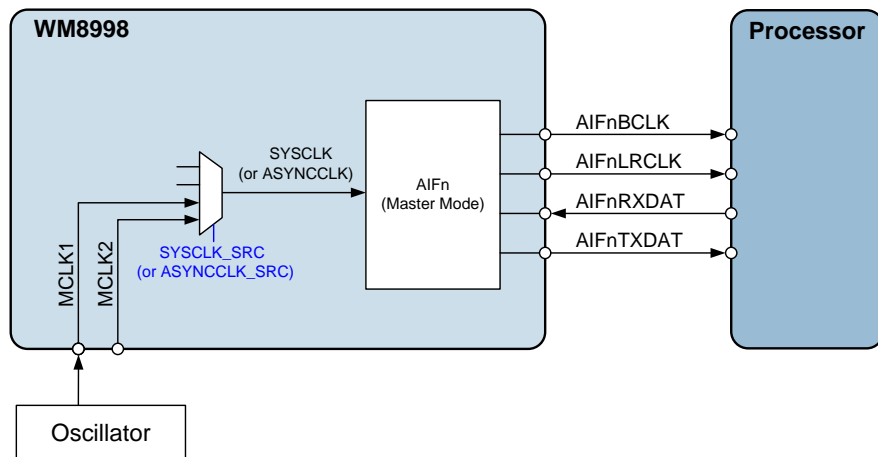 WM8998
Processor
AIFnBCLK
SYSCLK
(or ASYNCCLK)
AIFnLRCLK
AIFn
(Master Mode)
AIFnRXDAT
AIFnTXDAT
MCLK1
MCLK2
SYSCLK_SRC
(or ASYNCCLK_SRC)
Oscillator